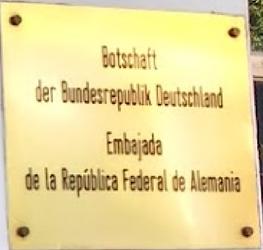 Botschaft
der Bundesrepublik Deutschland
Embajada
de la República Federal de Alemania